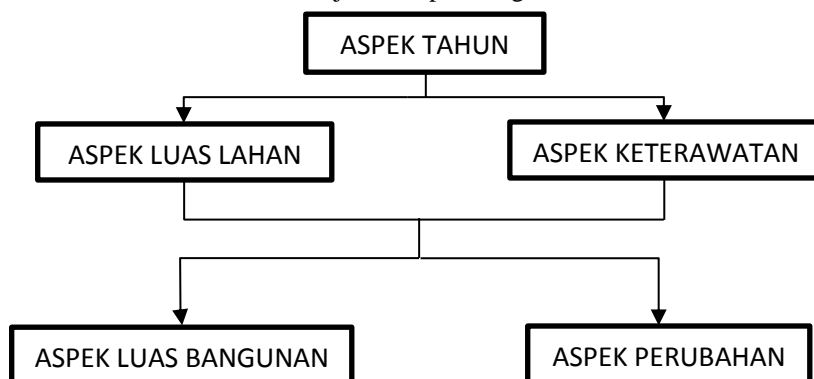 ASPEK TAHUN
ASPEK LUAS LAHAN
ASPEK KETERAWATAN
ASPEK LUAS BANGUNAN
ASPEK PERUBAHAN